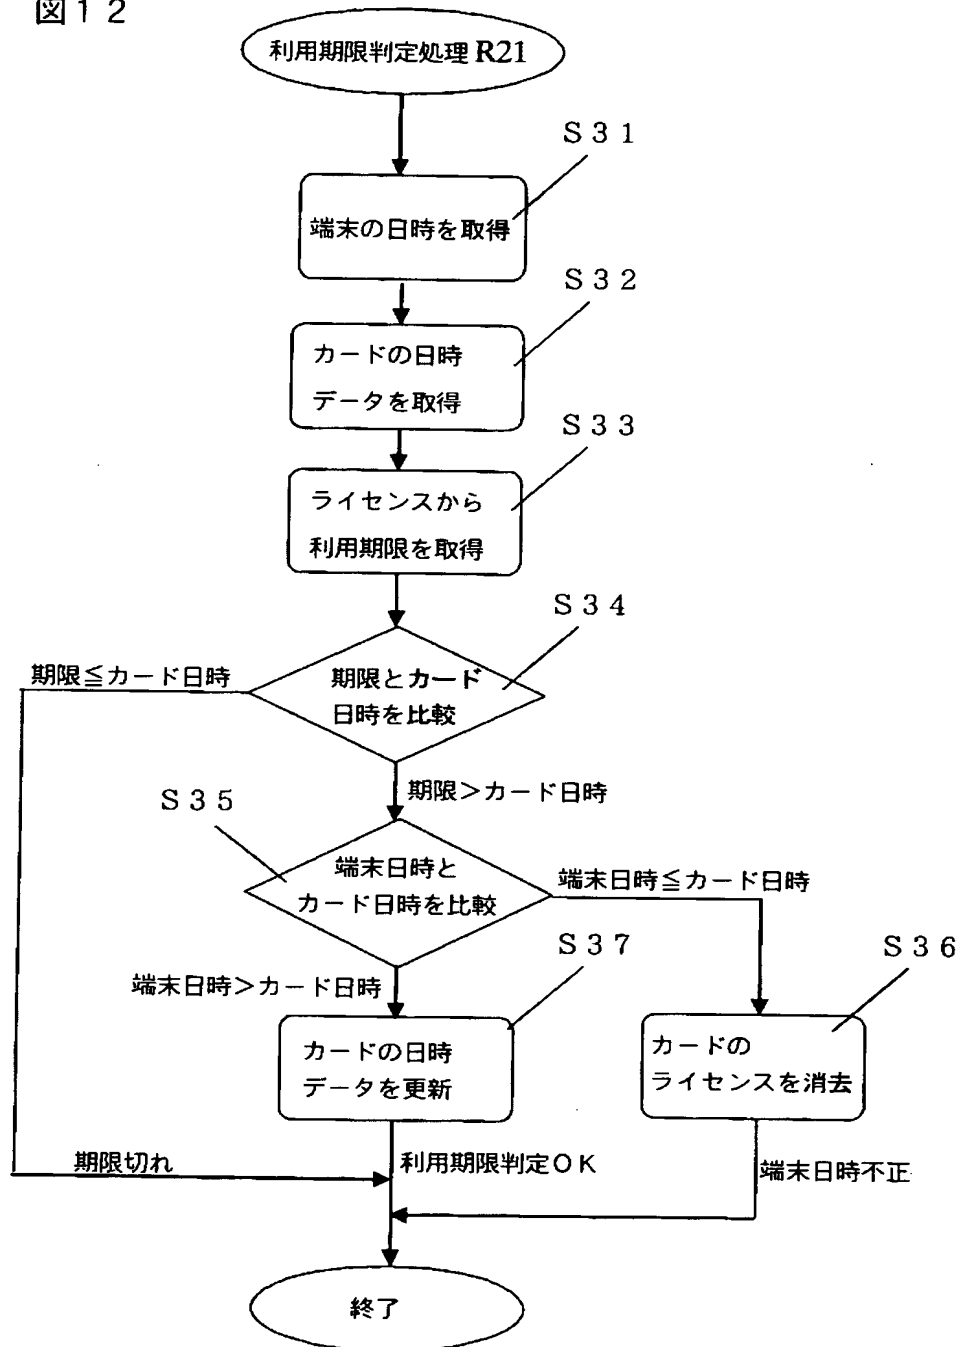 図１２
利用期限判定処理 R21
Ｓ３１
端末の日時を取得
Ｓ３２
カードの日時
データを取得
Ｓ３３
ライセンスから
利用期限を取得
Ｓ３４
期限≦カード日時
期限とカード
日時を比較
期限＞カード日時
Ｓ３５
端末日時と
カード日時を比較
端末日時≦カード日時
Ｓ３７
Ｓ３６
端末日時＞カード日時
カードの日時
データを更新
カードの
ライセンスを消去
期限切れ
利用期限判定ＯＫ
端末日時不正
終了